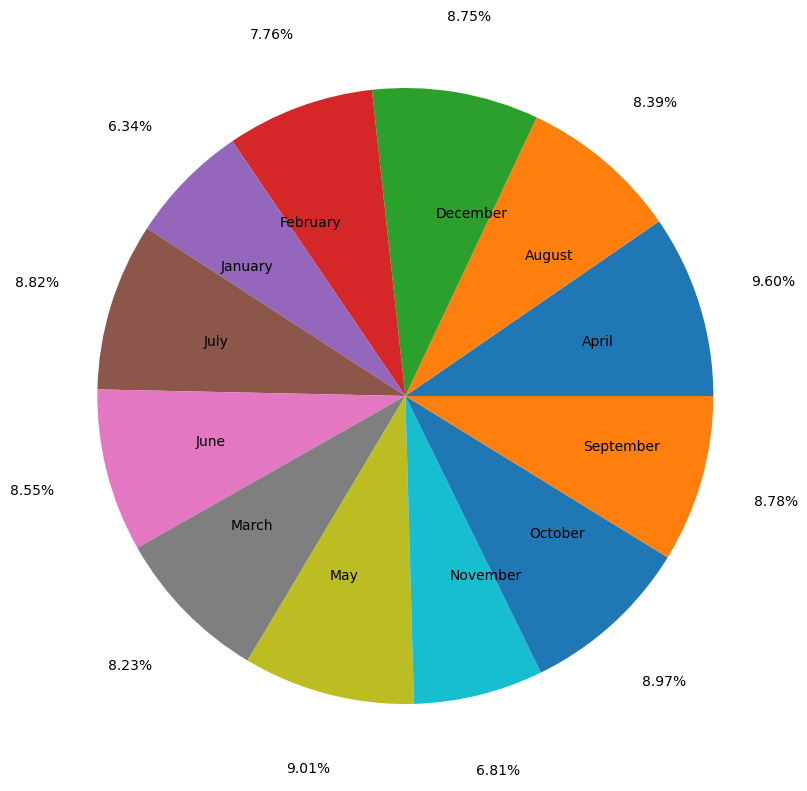 8.75%
7.76%
8.39%
6.34%
December
February
August
January
9.60%
8.82%
April
July
June
September
8.55%
8.78%
March
October
May
November
8.23%
8.97%
9.01%
6.81%